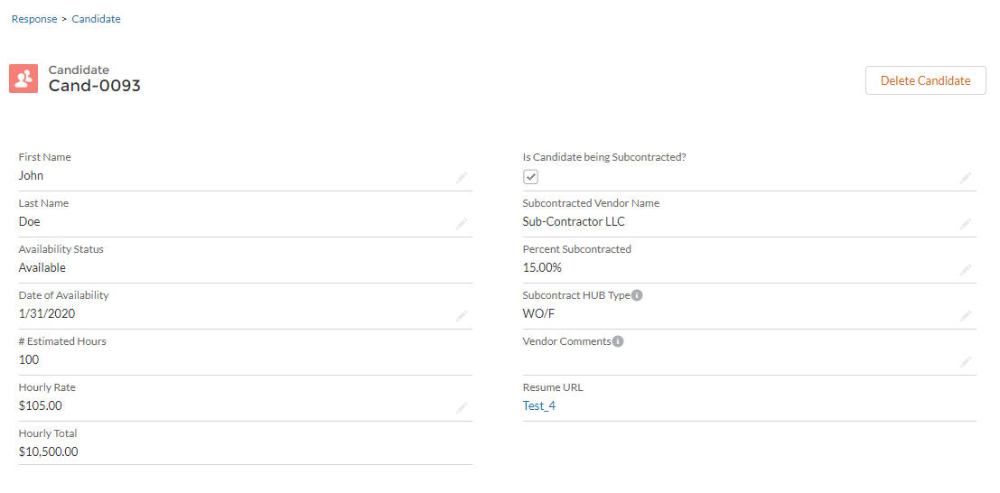 Response > Candidate
Candidate
Cand-0093
Delete Candidate
First Name
John
Last Name
Doe
Availability Status
Available
Date of Availability
1/31/2020
# Estimated Hours
100
Hourly Rate
$105.00
Hourly Total
$10,500.00
Is Candidate being Subcontracted?
Subcontracted Vendor Name
Sub-Contractor LLC
Percent Subcontracted
15.00%
Subcontract HUB Type
WO/F
Vendor Comments
Resume URL
Test_4